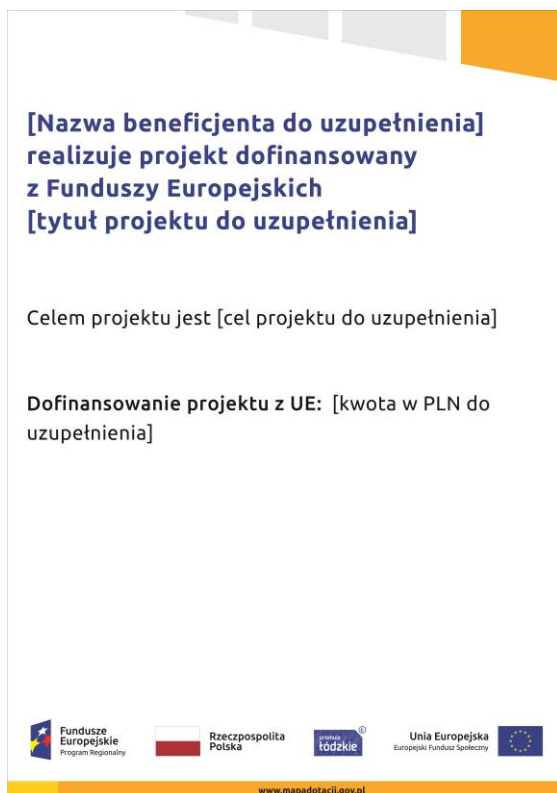 [Nazwa beneficjenta do uzupełnienia]
realizuje projekt dofinansowany
z Funduszy Europejskich
[tytuł projektu do uzupełnienia]
Celem projektu jest [cel projektu do uzupełnienia]
Dofinansowanie projektu z UE: [kwota w PLN do
uzupełnienia]
Fundusze
Europejskie
Program Regionalny
Rzeczpospolita
Polska
promuje
łódzkie
Unia Europejska
Europejski Fundusz Społeczny
www.mapadotacji.gov.pl